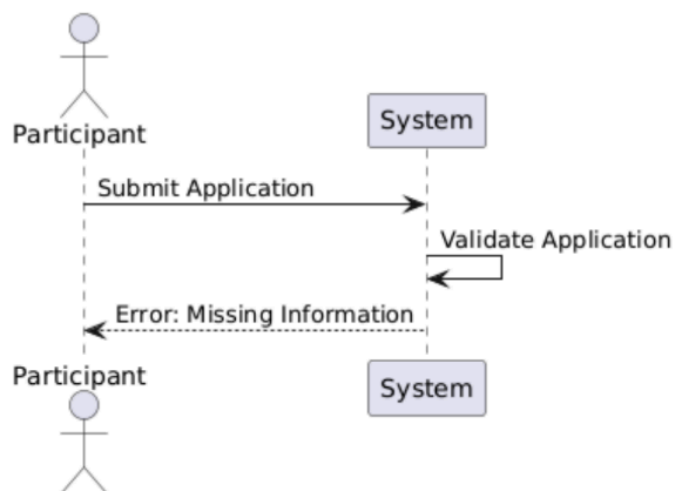 Participant
System
Submit Application
Validate Application
Error: Missing Information
Participant
System